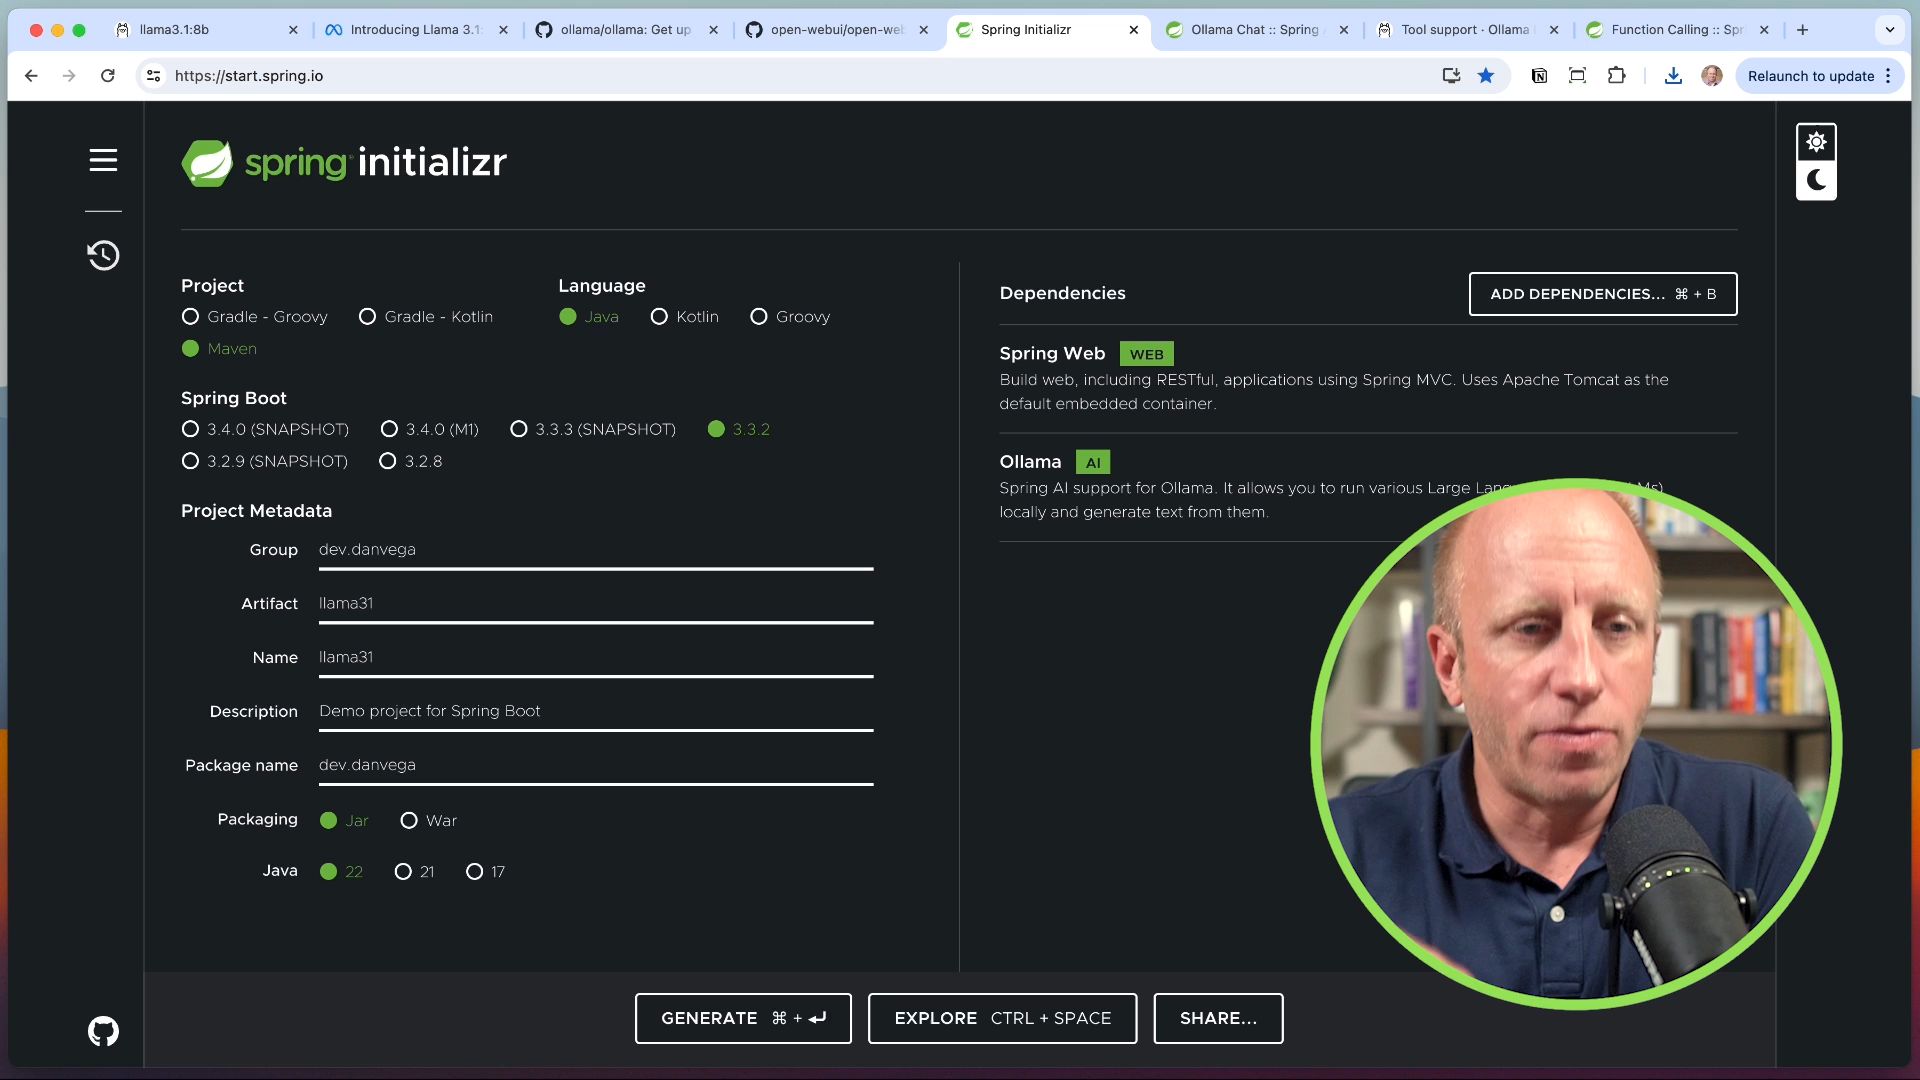 llama3.1:8b
Introducing Llama 3.1:
ollama/ollama: Get up
open-webui/open-web
Spring Initializr
Ollama Chat :: Spring
Tool support · Ollama
Function Calling :: Spr
https://start.spring.io
Relaunch to update
spring initializr
Project
Language
Gradle - Groovy
Gradle - Kotlin
Java
Kotlin
Groovy
Maven
Dependencies
ADD DEPENDENCIES... ⌘ + B
Spring Web WEB
Build web, including RESTful, applications using Spring MVC. Uses Apache Tomcat as the
default embedded container.
Spring Boot
3.4.0 (SNAPSHOT)
3.4.0 (M1)
3.3.3 (SNAPSHOT)
3.3.2
3.2.9 (SNAPSHOT)
3.2.8
Ollama AI
Spring AI support for Ollama. It allows you to run various Large
locally and generate text from them.
Project Metadata
Group dev.danvega
Artifact llama31
Name llama31
Description Demo project for Spring Boot
Package name dev.danvega
Packaging Jar War
Java 22 21 17
GENERATE ⌘ + ↵
EXPLORE CTRL + SPACE
SHARE...